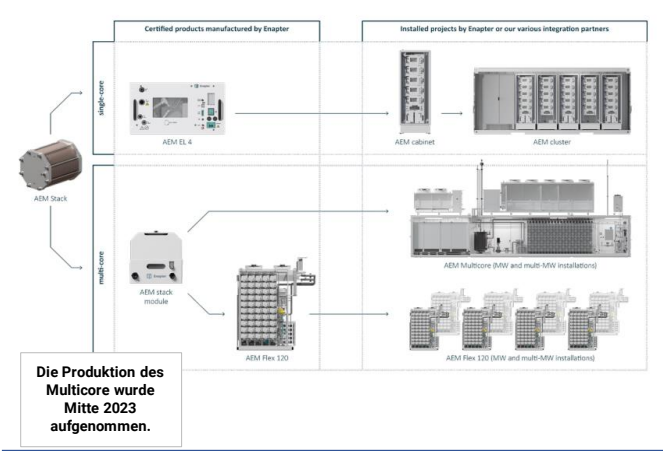 Certified products manufactured by Enapter
Installed projects by Enapter or our various integration partners
single-core
Enapter
AEM EL 4
AEM cabinet
AEM cluster
AEM Stack
multi-core
Enapter
AEM stack
module
AEM Flex 120
AEM Multicore (MW and multi-MW installations)
AEM Flex 120 (MW and multi-MW installations)
Die Produktion des
Multicore wurde
Mitte 2023
aufgenommen.